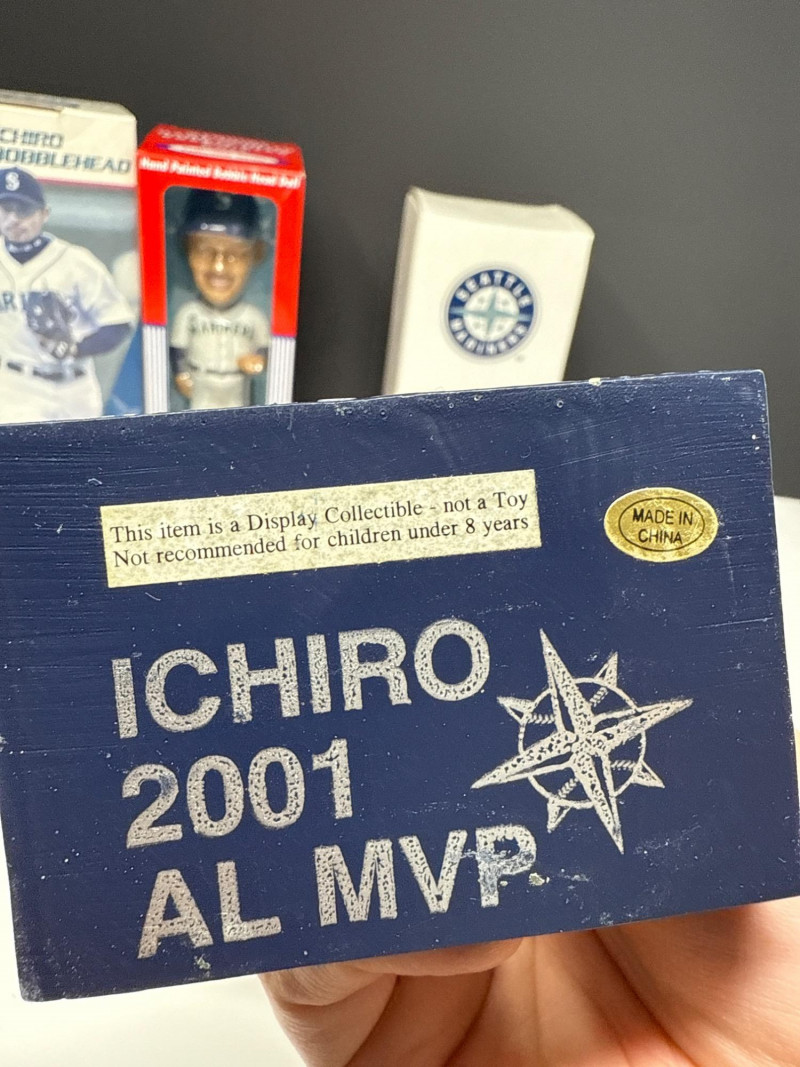 CHIRO
BOBBLEHEAD
Hand Painted Bobble Head Doll
S
SEATTLE
MARINERS
This item is a Display Collectible - not a Toy
Not recommended for children under 8 years
MADE IN
CHINA
ICHIRO
2001
AL MVP